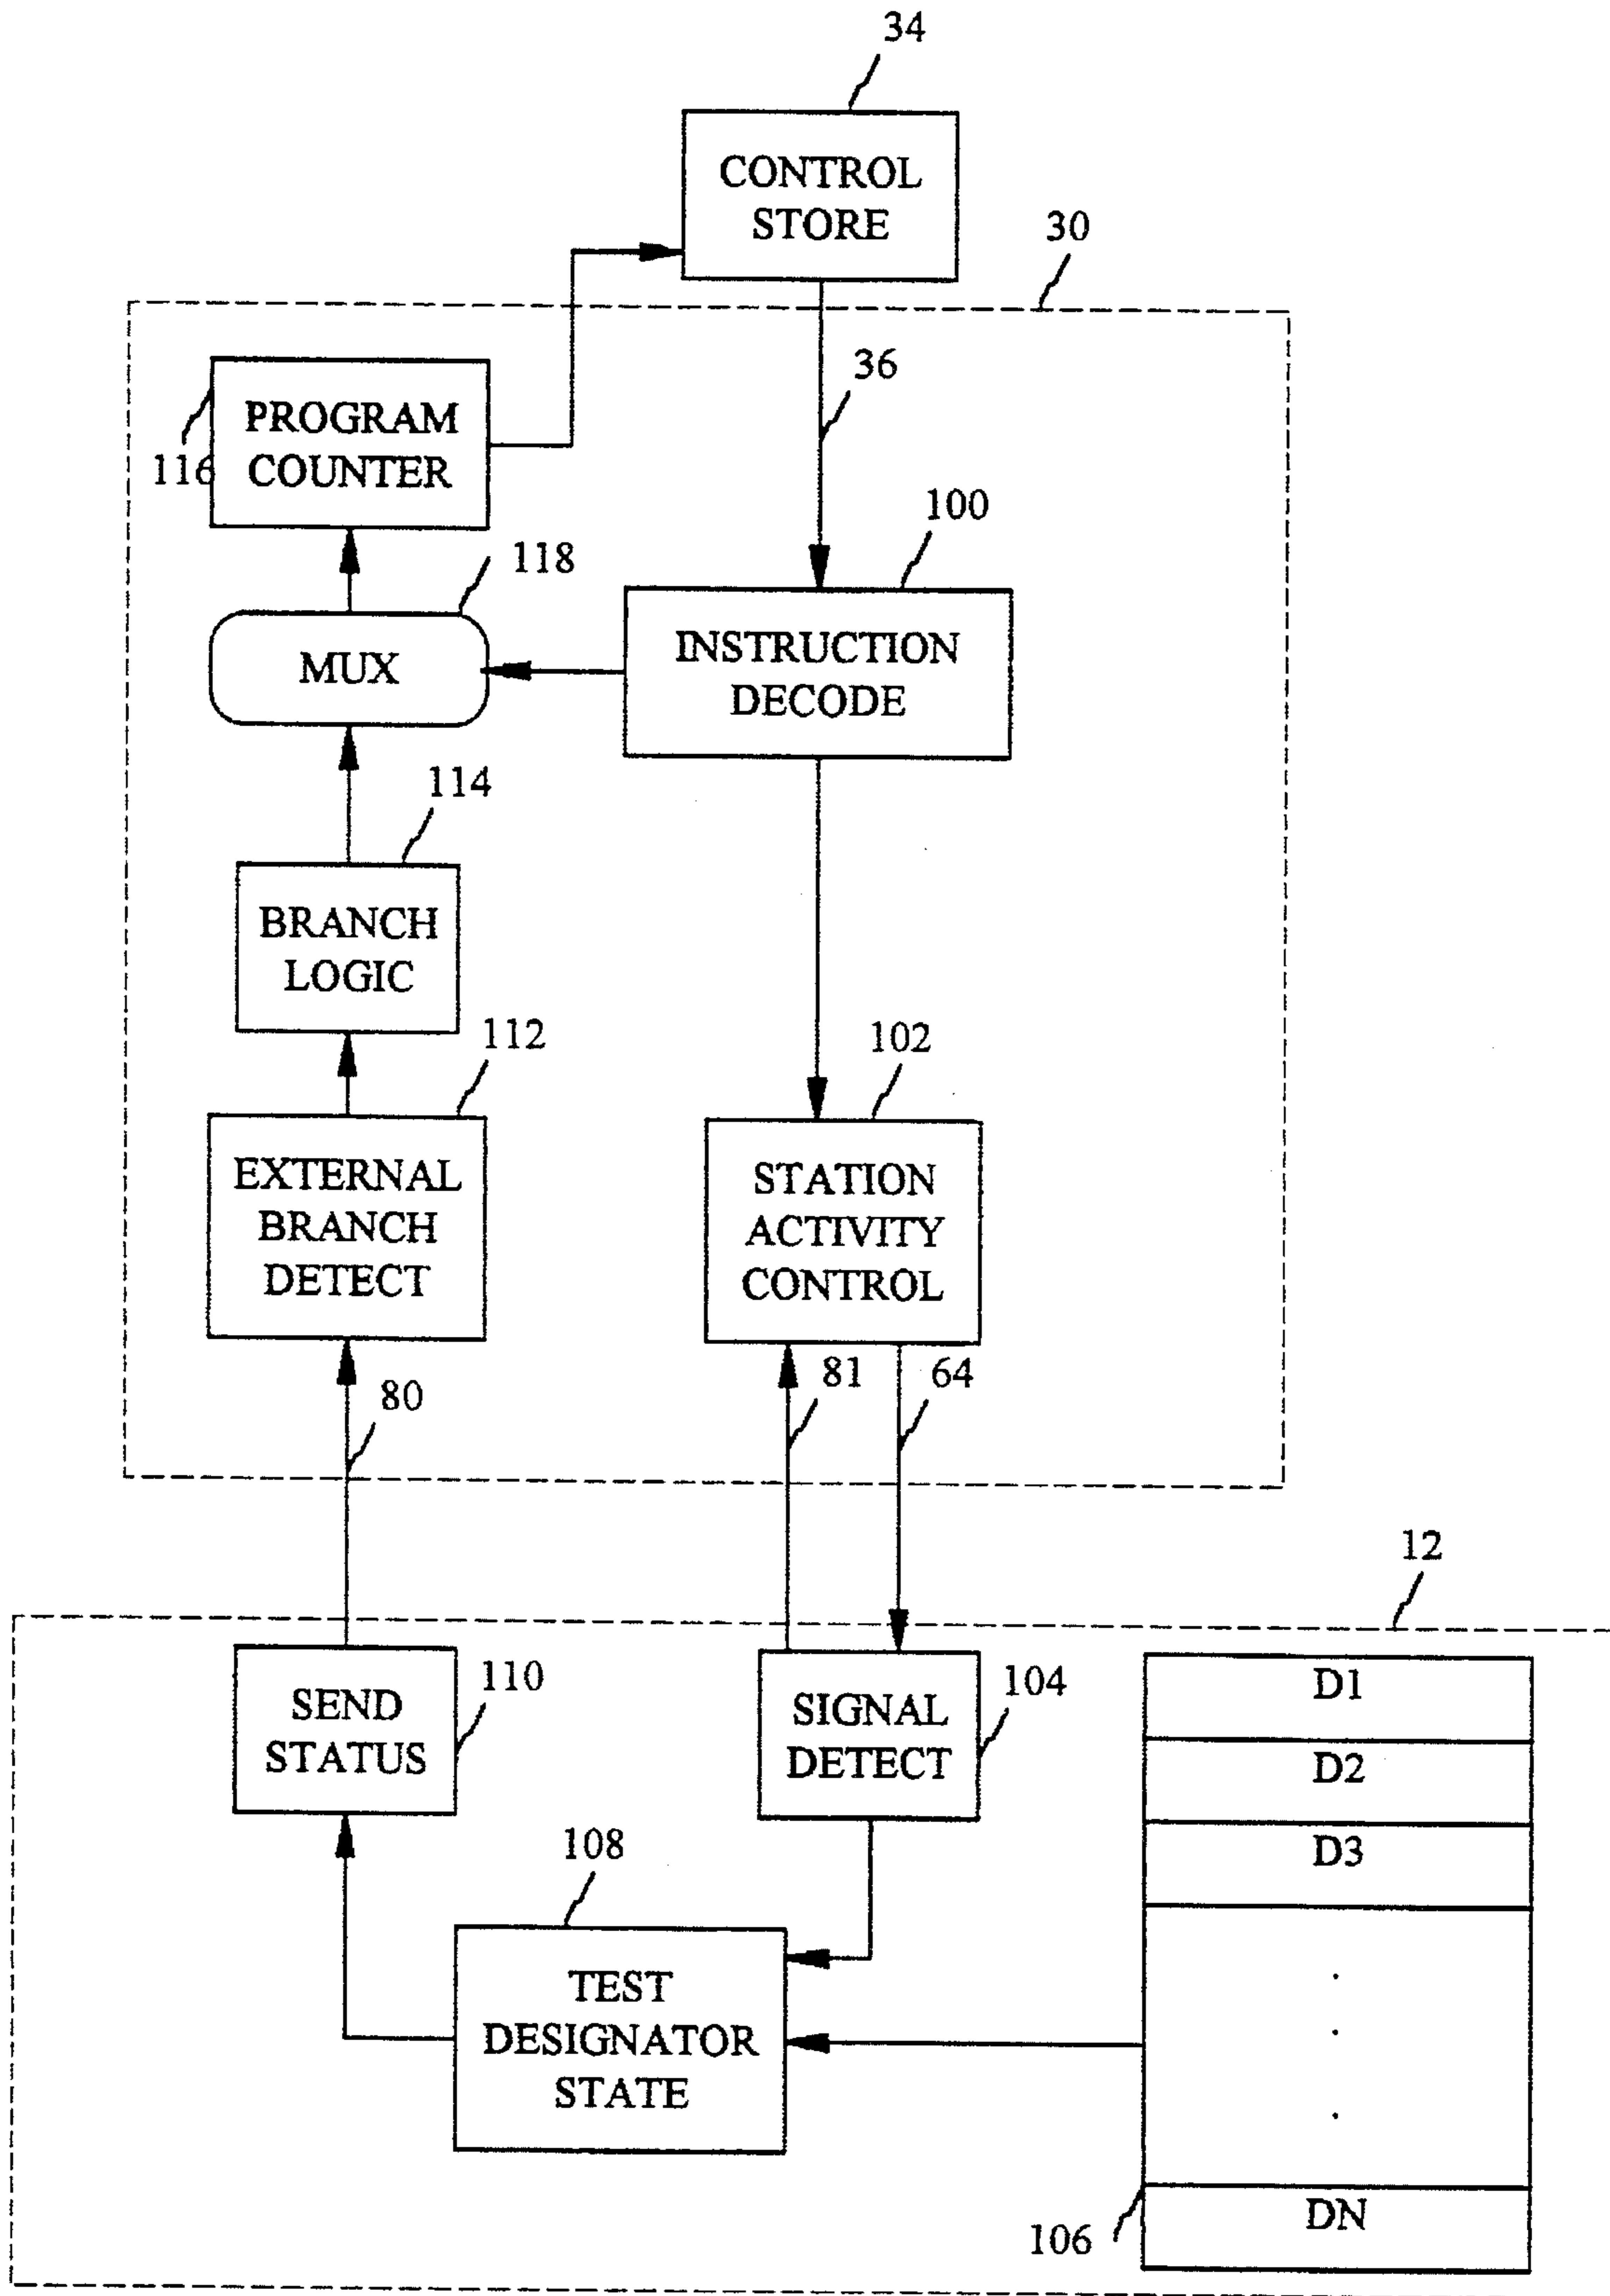 34
CONTROL
STORE
30
36
PROGRAM
COUNTER
116
100
118
INSTRUCTION
DECODE
MUX
114
BRANCH
LOGIC
112
102
EXTERNAL
BRANCH
DETECT
STATION
ACTIVITY
CONTROL
80
81
64
12
SEND
STATUS
110
SIGNAL
DETECT
104
D1
D2
D3
108
TEST
DESIGNATOR
STATE
.
.
.
106
DN